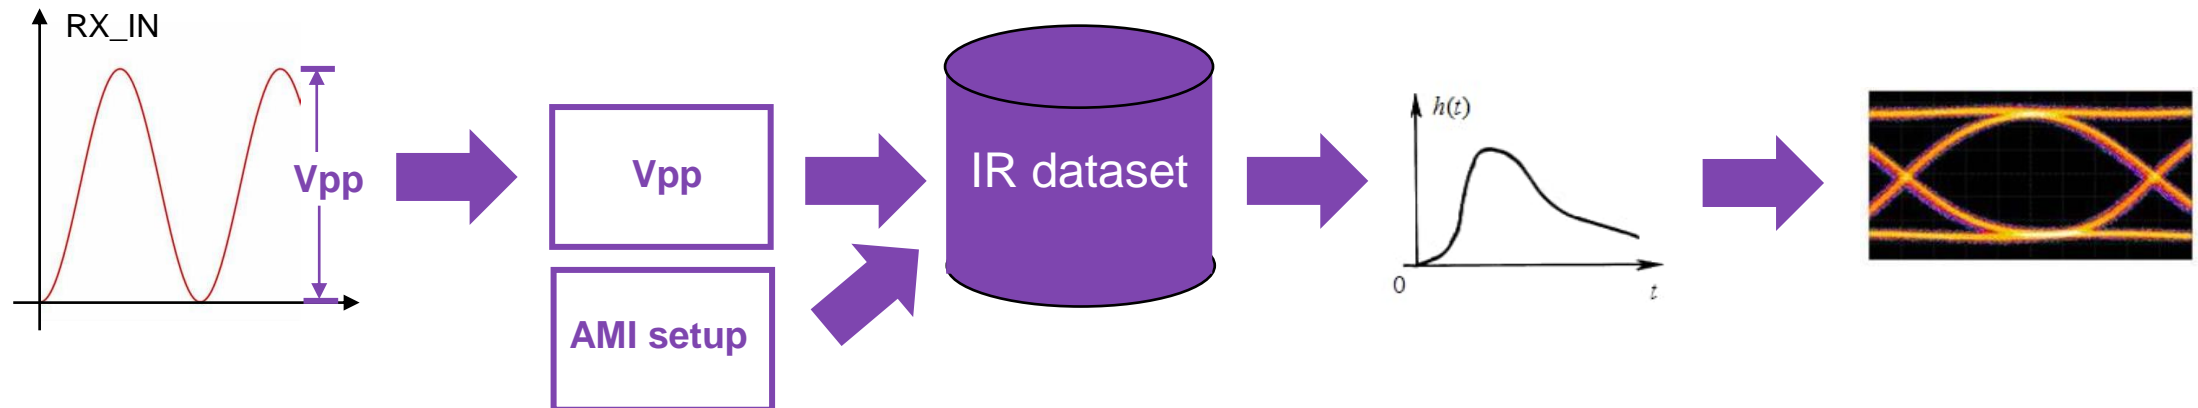 RX_IN
Vpp
Vpp
AMI setup
IR dataset
h(t)
0
t